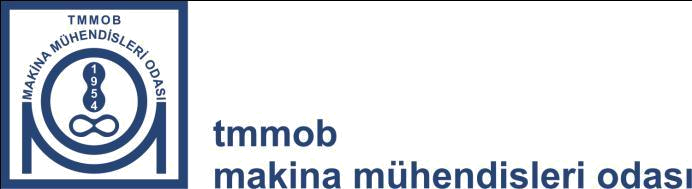 TMMOB
MAKİNA MÜHENDİSLERİ ODASI
1954
tmmob
makina mühendisleri odası